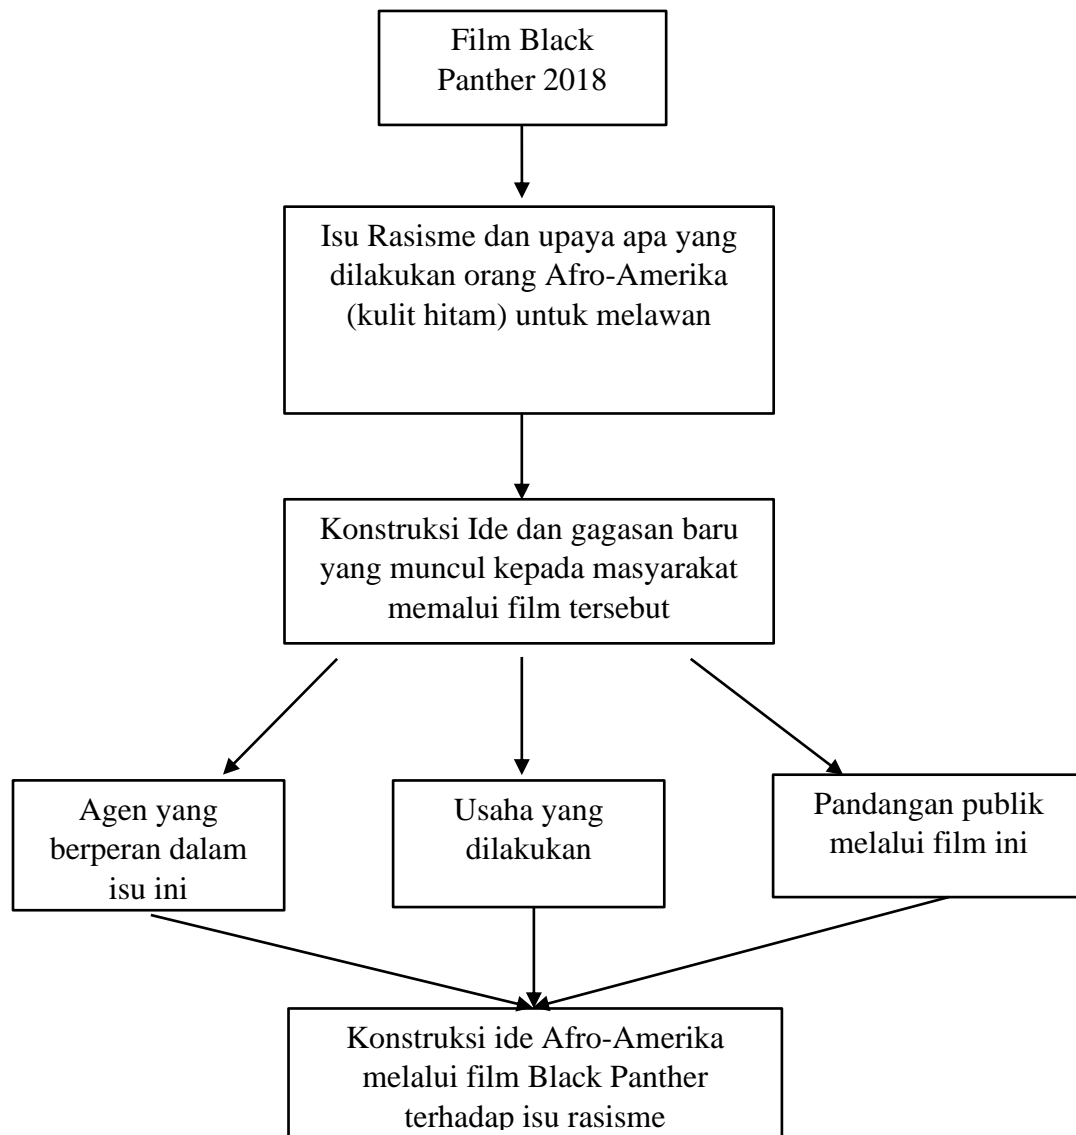 Film Black
Panther 2018
Isu Rasisme dan upaya apa yang
dilakukan orang Afro-Amerika
(kulit hitam) untuk melawan
Konstruksi Ide dan gagasan baru
yang muncul kepada masyarakat
memalui film tersebut
Agen yang
berperan dalam
isu ini
Usaha yang
dilakukan
Pandangan publik
melalui film ini
Konstruksi ide Afro-Amerika
melalui film Black Panther
terhadap isu rasisme